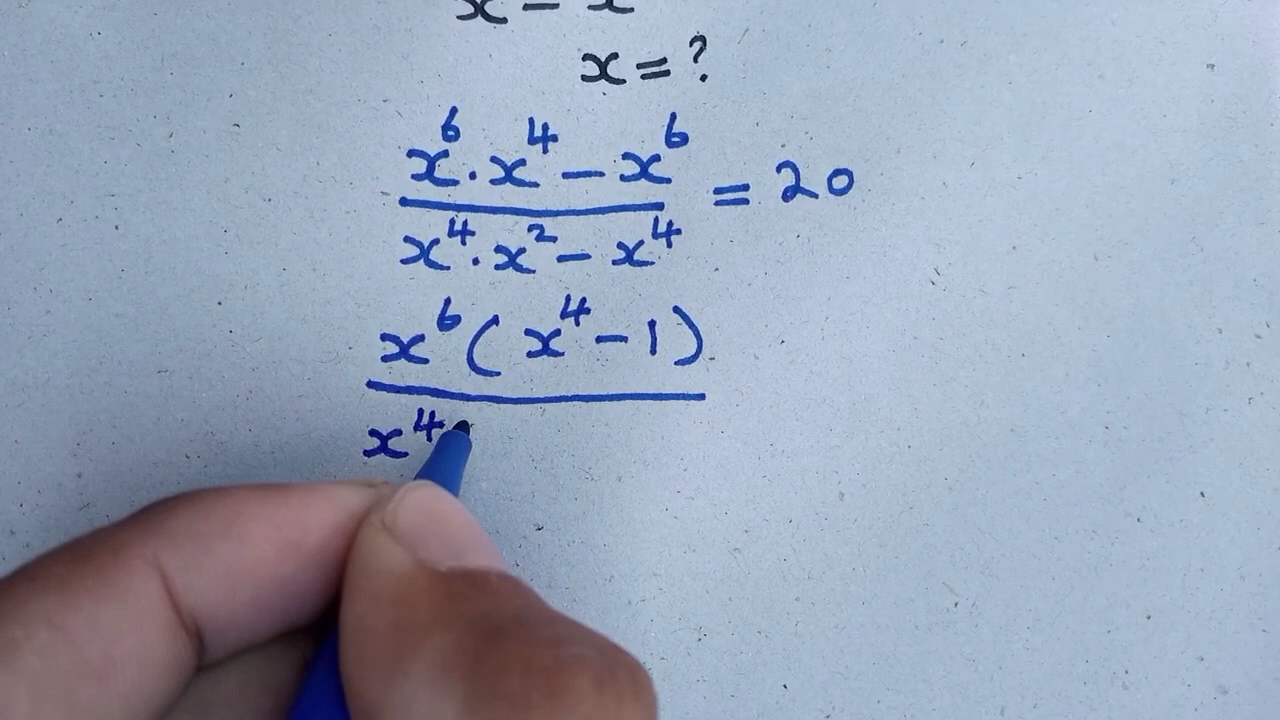 x - x
x = ?
x⁶·x⁴ - x⁶
= 20
x⁴·x² - x⁴
x⁶(x⁴ - 1)
x⁴